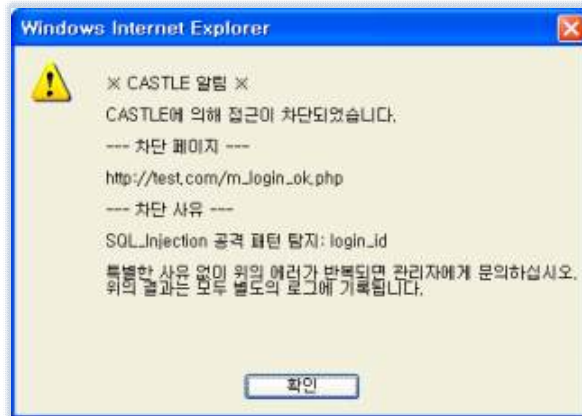 Windows Internet Explorer
※ CASTLE 알림 ※
CASTLE에 의해 접근이 차단되었습니다.
--- 차단 페이지 ---
http://test.com/m_login_ok.php
--- 차단 사유 ---
SQL_Injection 공격 패턴 탐지: login_id
특별한 사유 없이 위의 에러가 반복되면 관리자에게 문의하십시오.
위의 결과는 모두 별도의 로그에 기록됩니다.
확인